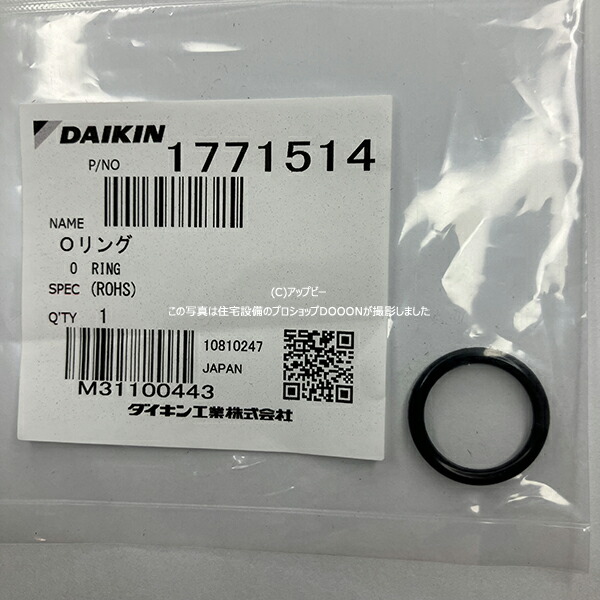 DAIKIN
P/NO 1771514
NAME
Oリング
O RING
SPEC (ROHS)
Q'TY 1
10810247
JAPAN
M31100443
ダイキン工業株式会社
(C)アップビー
この写真は住宅設備のプロショップDOOONが撮影しました